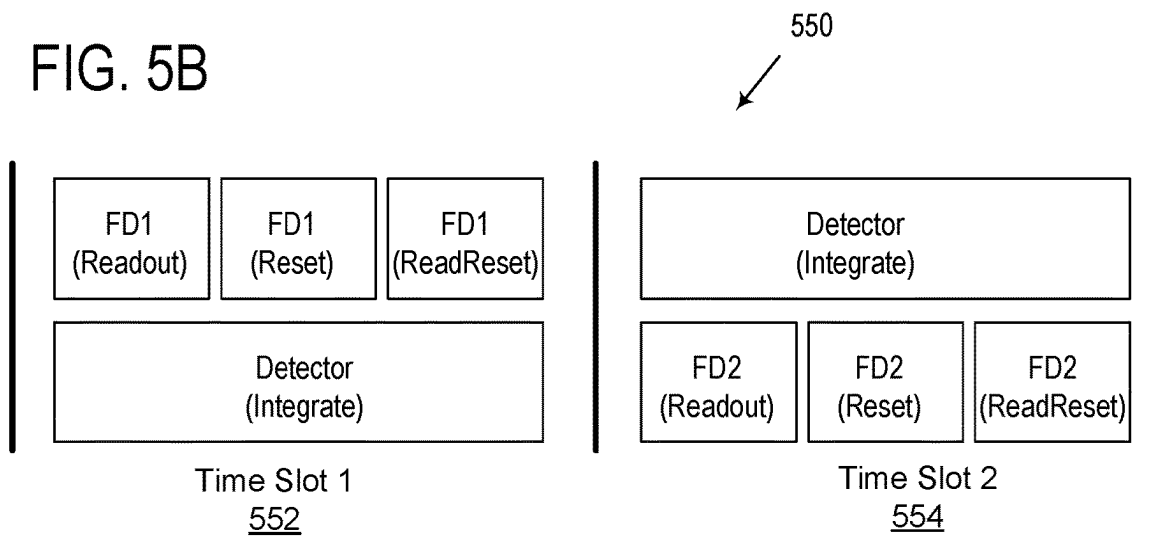 550
FIG. 5B
FD1
(Readout)
FD1
(Reset)
FD1
(ReadReset)
Detector
(Integrate)
Time Slot 1
552
Detector
(Integrate)
FD2
(Readout)
FD2
(Reset)
FD2
(ReadReset)
Time Slot 2
554